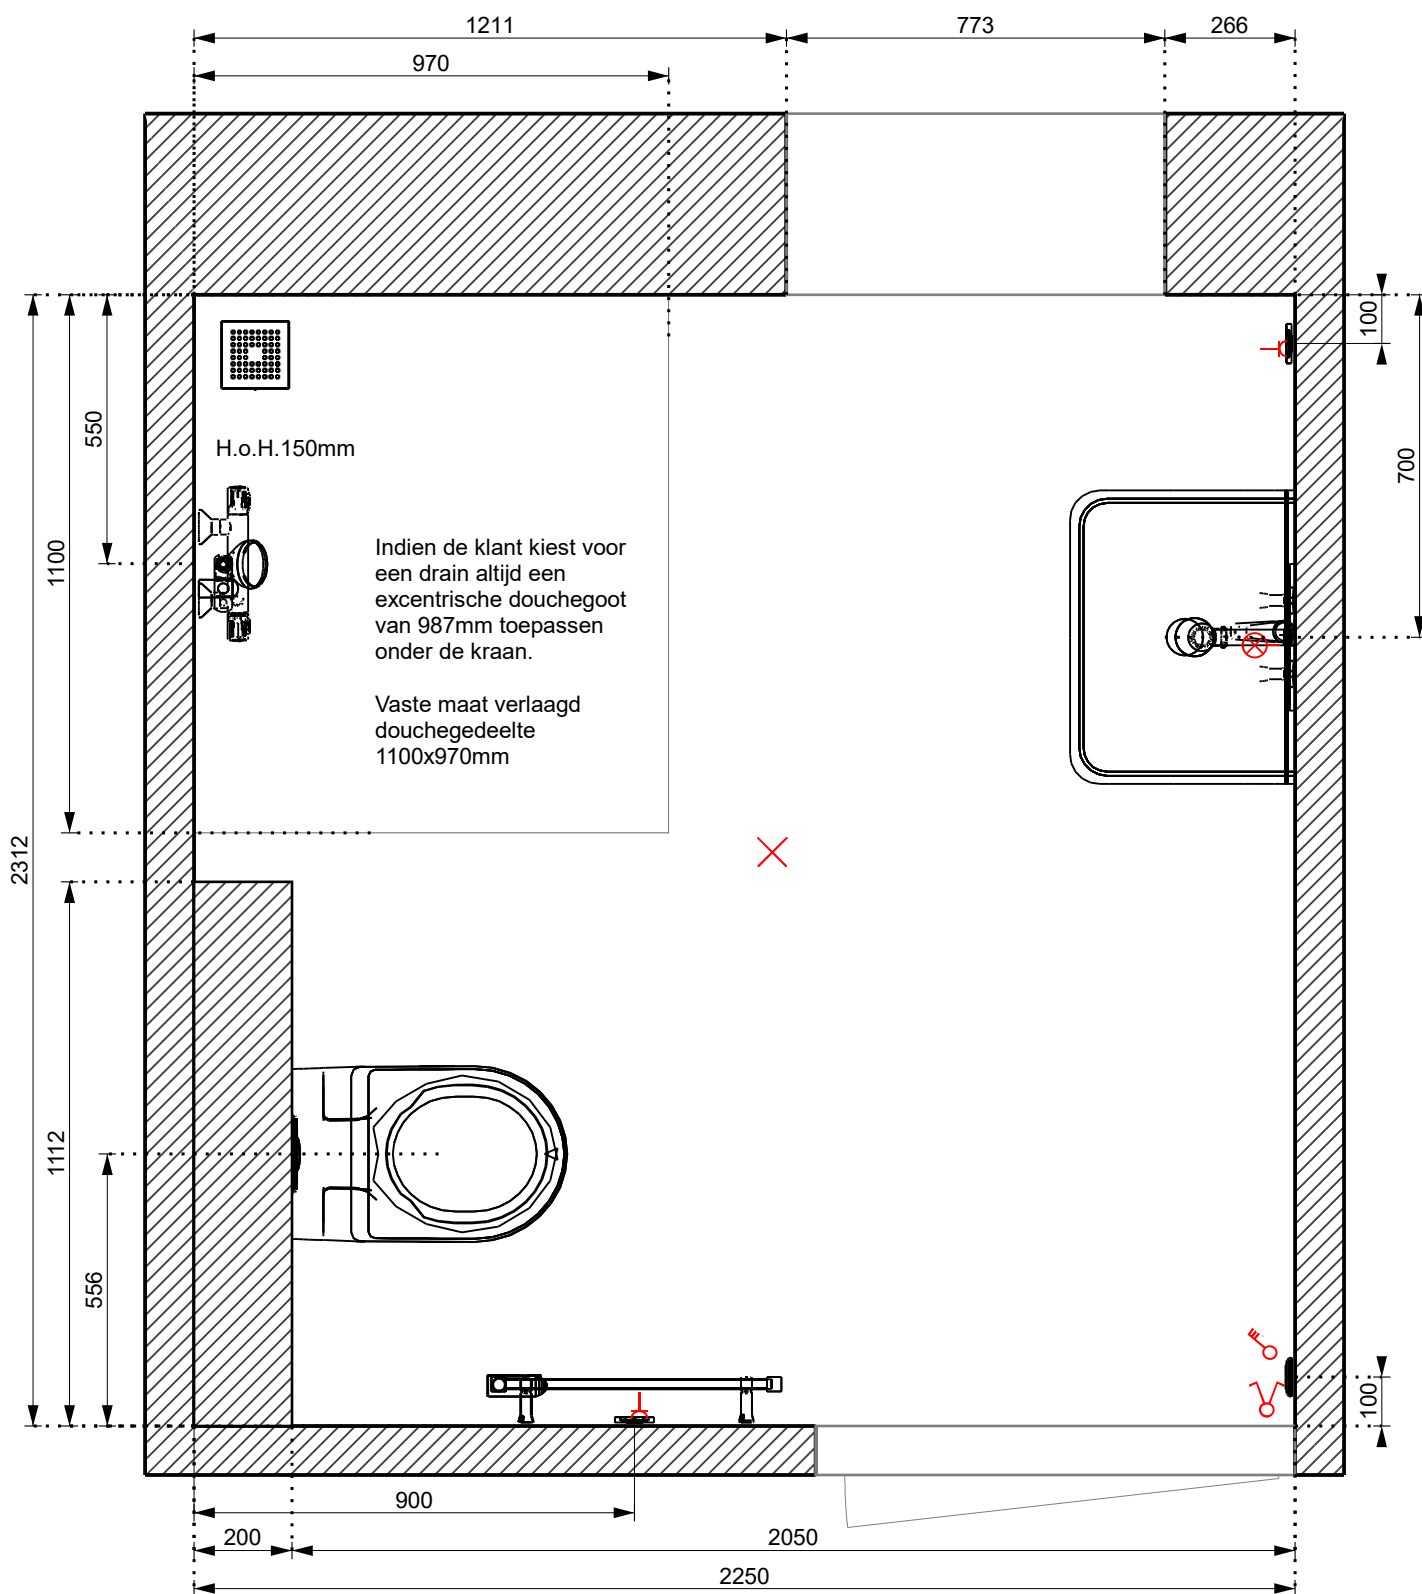 1211
773
266
970
100
550
H.o.H.150mm
700
1100
Indien de klant kiest voor
een drain altijd een
excentrische douchegoot
van 987mm toepassen
onder de kraan.
Vaste maat verlaagd
douchegedeelte
1100x970mm
2312
1112
556
100
900
200
2050
2250